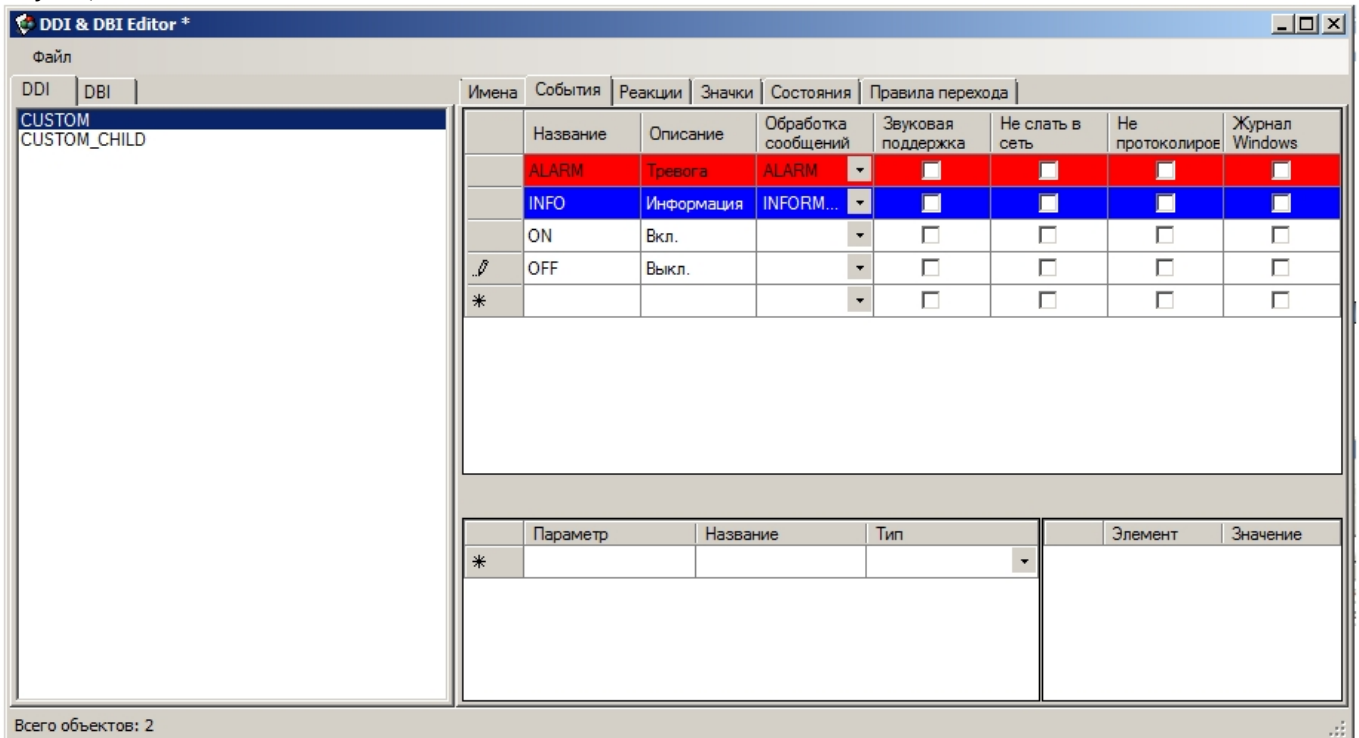 DDI & DBI Editor *
Файл
DDI DBI
Имена События Реакции Значки Состояния Правила перехода
CUSTOM
CUSTOM_CHILD
Название Описание Обработка сообщений Звуковая поддержка Не слать в сеть Не протоколиров Журнал Windows
ALARM Тревога ALARM
INFO Информация INFORM...
ON Вкл.
OFF Выкл.
Параметр Название Тип Элемент Значение
Всего объектов: 2